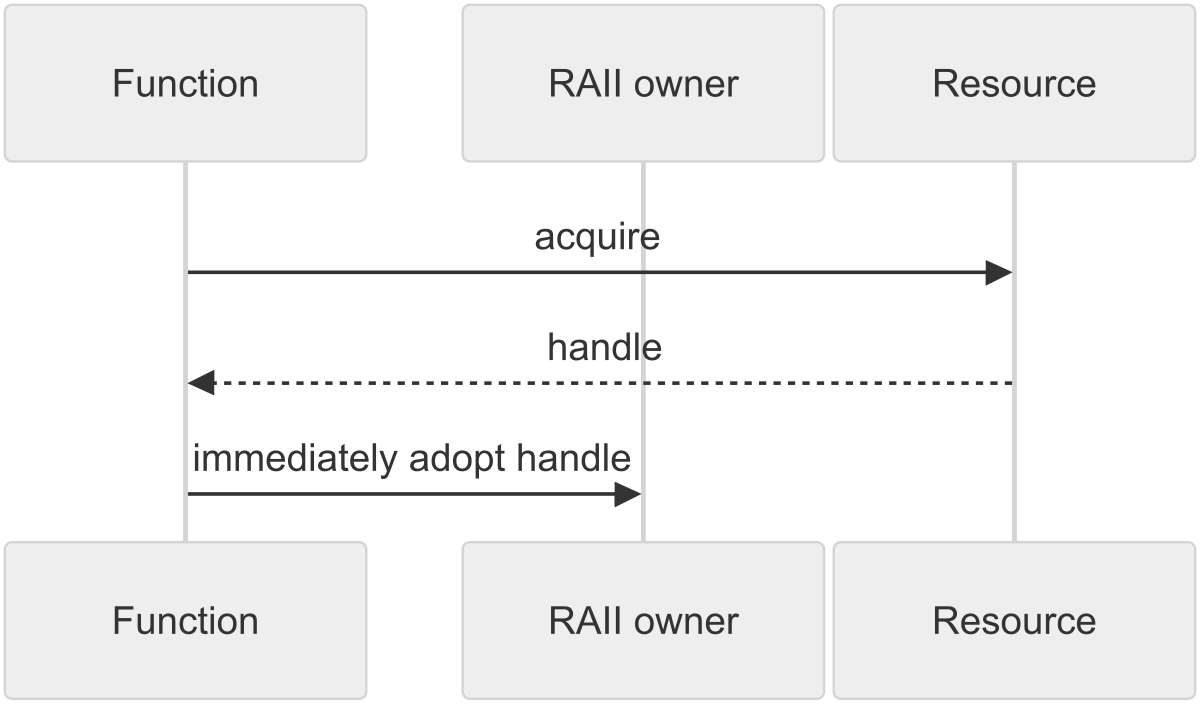 Function
RAII owner
Resource
acquire
handle
immediately adopt handle
Function
RAII owner
Resource